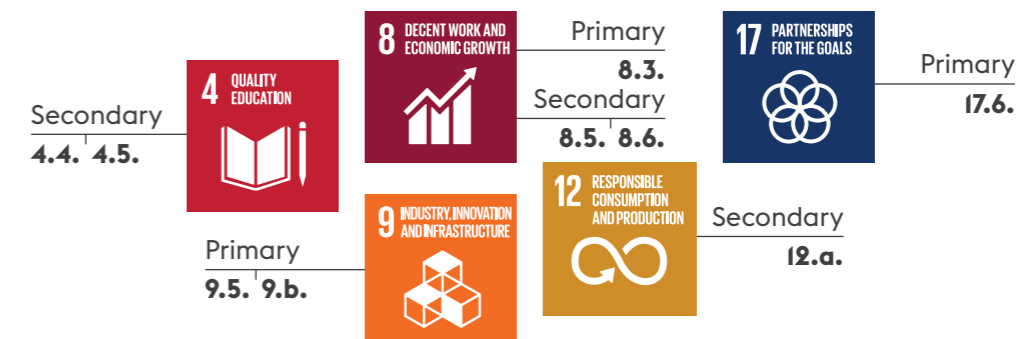 Secondary
4.4. 4.5.
4 QUALITY
EDUCATION
8 DECENT WORK AND
ECONOMIC GROWTH
Primary
8.3.
Secondary
8.5. 8.6.
17 PARTNERSHIPS
FOR THE GOALS
Primary
17.6.
Primary
9.5. 9.b.
9 INDUSTRY, INNOVATION
AND INFRASTRUCTURE
12 RESPONSIBLE
CONSUMPTION
AND PRODUCTION
Secondary
12.a.